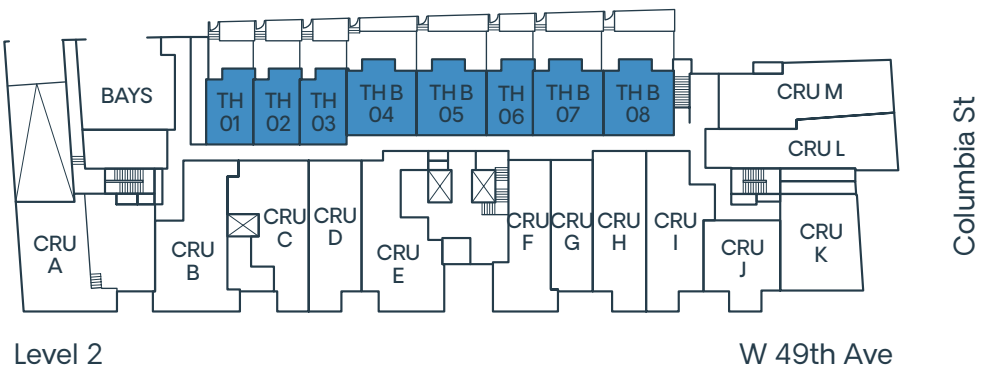 BAYS
TH
01
TH
02
TH
03
TH B
04
TH B
05
TH
06
TH B
07
TH B
08
CRU M
CRU L
CRU
A
CRU
B
CRU
C
CRU
D
CRU
E
CRU
F
CRU
G
CRU
H
CRU
I
CRU
J
CRU
K
Columbia St
Level 2
W 49th Ave